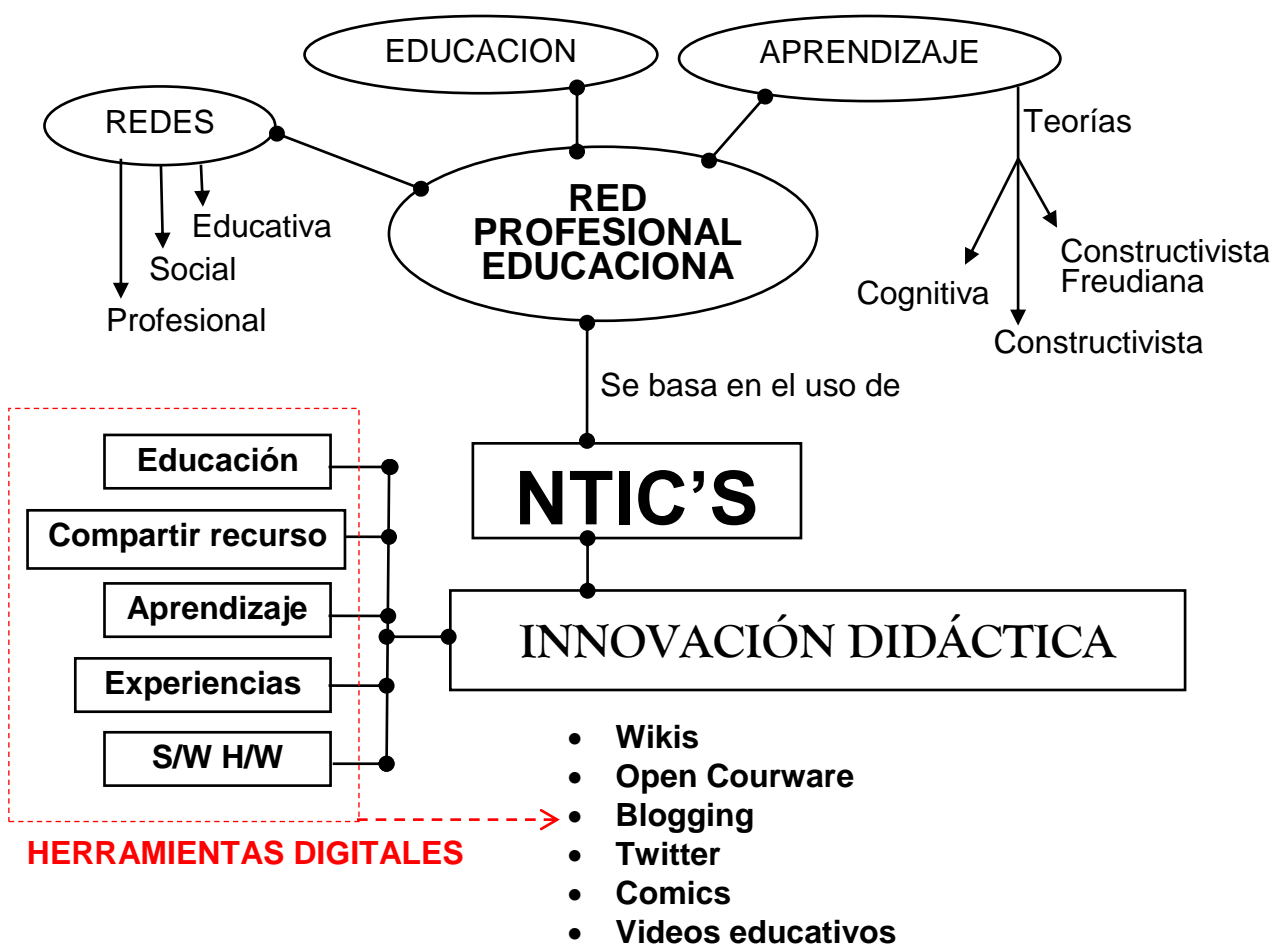 EDUCACION
APRENDIZAJE
REDES
Teorías
RED
PROFESIONAL
EDUCACIONA
Educativa
Social
Profesional
Constructivista
Freudiana
Cognitiva
Constructivista
Se basa en el uso de
Educación
NTIC’S
Compartir recurso
Aprendizaje
INNOVACIÓN DIDÁCTICA
Experiencias
S/W H/W
• Wikis
• Open Courware
• Blogging
• Twitter
HERRAMIENTAS DIGITALES
• Comics
• Videos educativos